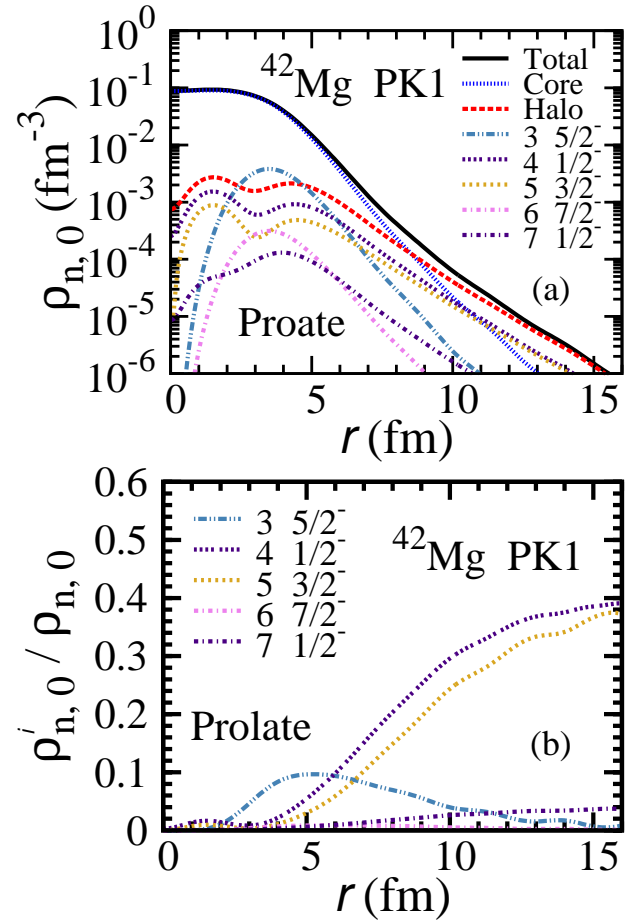 10^0
10^-1
10^-2
10^-3
10^-4
10^-5
10^-6
ρn, 0 (fm^-3)
^42Mg PK1
Total
Core
Halo
3 5/2^-
4 1/2^-
5 3/2^-
6 7/2^-
7 1/2^-
(a)
Proate
0 5 10 15
r (fm)
0.6
0.5
0.4
0.3
0.2
0.1
0
ρ^i n, 0 / ρn, 0
3 5/2^-
4 1/2^-
5 3/2^-
6 7/2^-
7 1/2^-
^42Mg PK1
Prolate
(b)
0 5 10 15
r (fm)